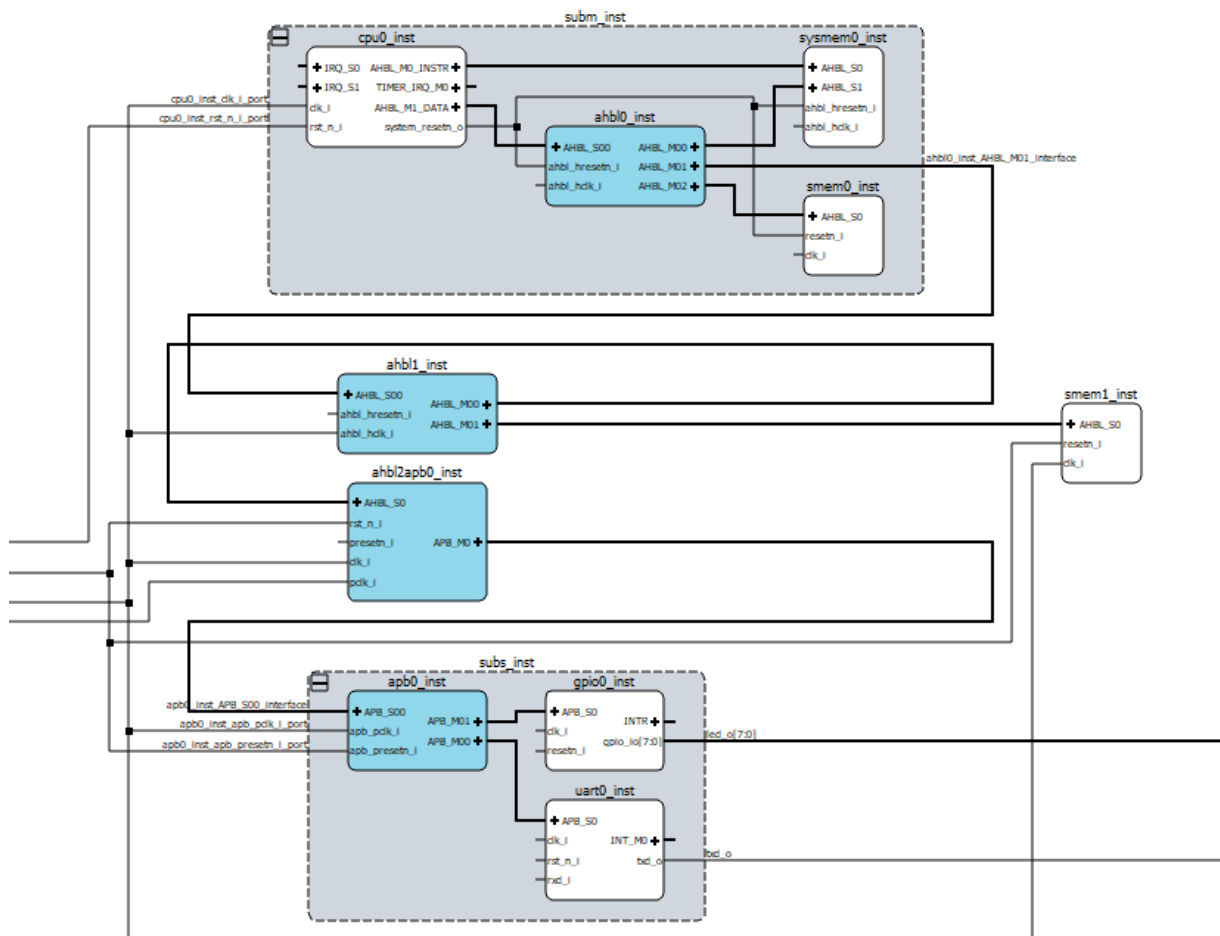 subm_inst
cpu0_inst
IRQ_S0
IRQ_S1
clk_i
rst_n_i
AHBL_M0_INSTR
TIMER_IRQ_M0
AHBL_M1_DATA
system_resetn_o
cpu0_inst_clk_i_port
cpu0_inst_rst_n_i_port
ahbl0_inst
AHBL_S00
ahbl_hresetn_i
ahbl_hclk_i
AHBL_M00
AHBL_M01
AHBL_M02
sysmem0_inst
AHBL_S0
AHBL_S1
ahbl_hresetn_i
ahbl_hclk_i
ahbl0_inst_AHBL_M01_interface
smem0_inst
AHBL_S0
resetn_i
clk_i
ahbl1_inst
AHBL_S00
ahbl_hresetn_i
ahbl_hclk_i
AHBL_M00
AHBL_M01
smem1_inst
AHBL_S0
resetn_i
clk_i
ahbl2apb0_inst
AHBL_S0
rst_n_i
presetn_i
clk_i
pclk_i
APB_M0
subs_inst
apb0_inst
apb0_inst_APB_S00_interface
apb0_inst_apb_pclk_i_port
apb0_inst_apb_presetn_i_port
APB_S00
apb_pclk_i
apb_presetn_i
APB_M01
APB_M00
gpio0_inst
APB_S0
clk_i
resetn_i
INTR
gpio_io[7:0]
led_o[7:0]
uart0_inst
APB_S0
clk_i
rst_n_i
rxd_i
INT_M0
txd_o
txd_o